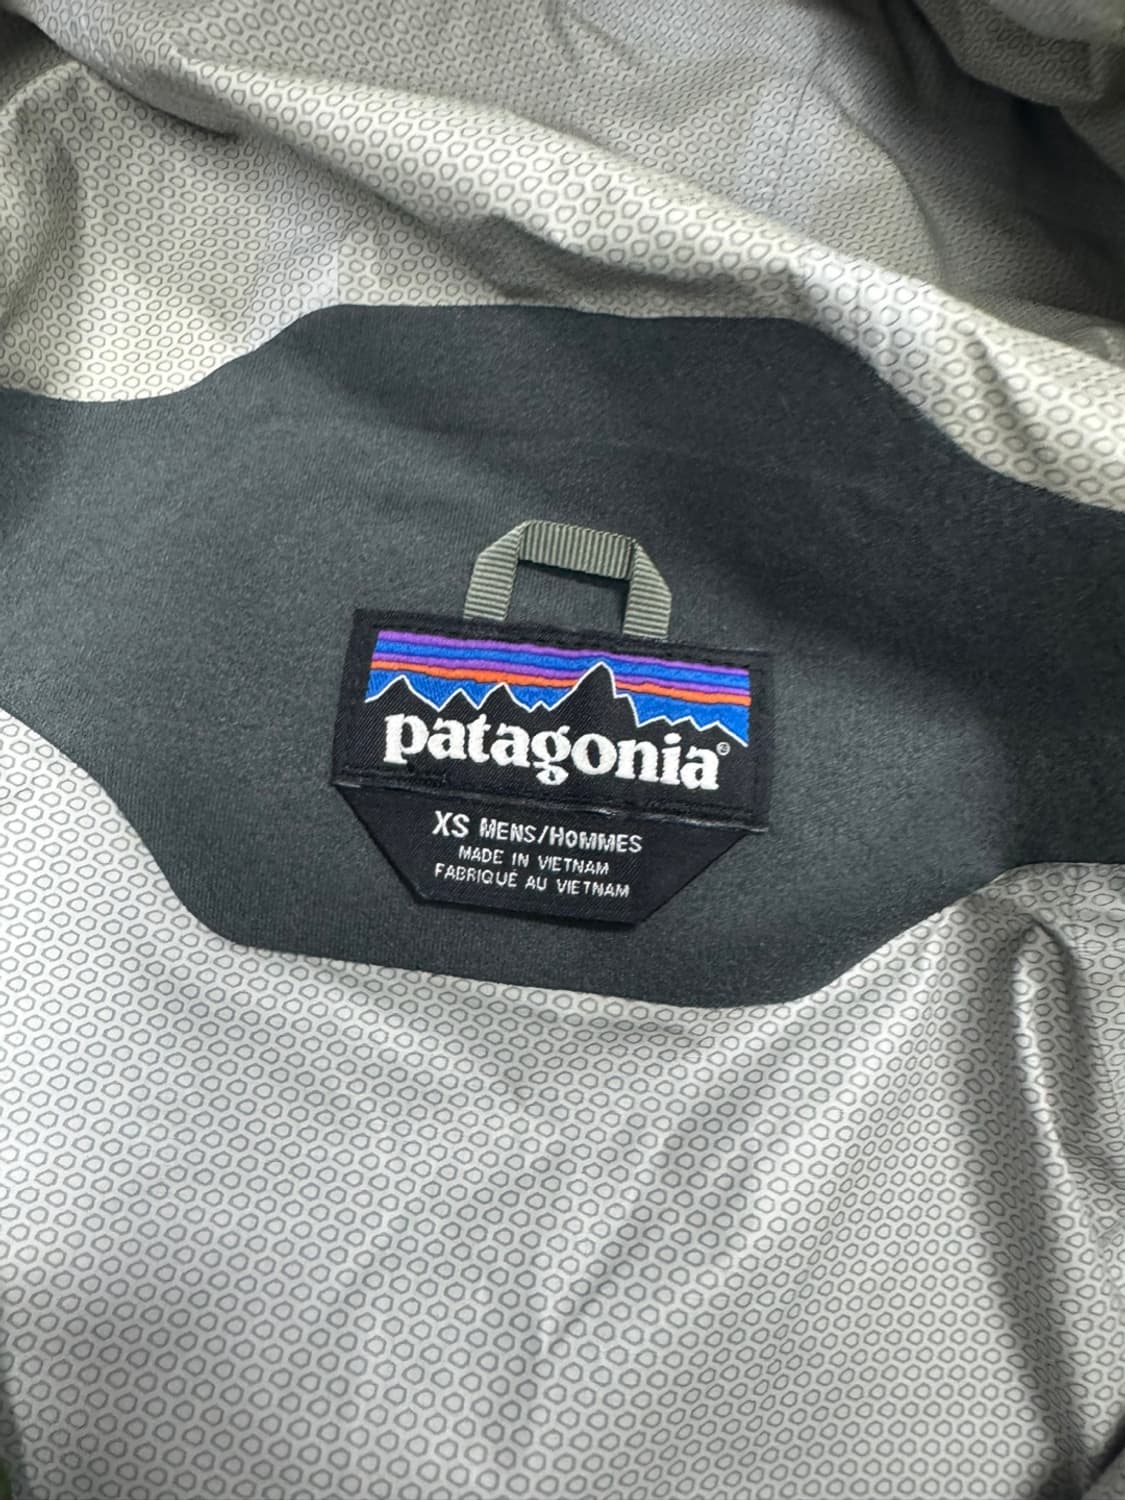 patagonia®
XS MENS/HOMMES
MADE IN VIETNAM
FABRIQUÉ AU VIETNAM